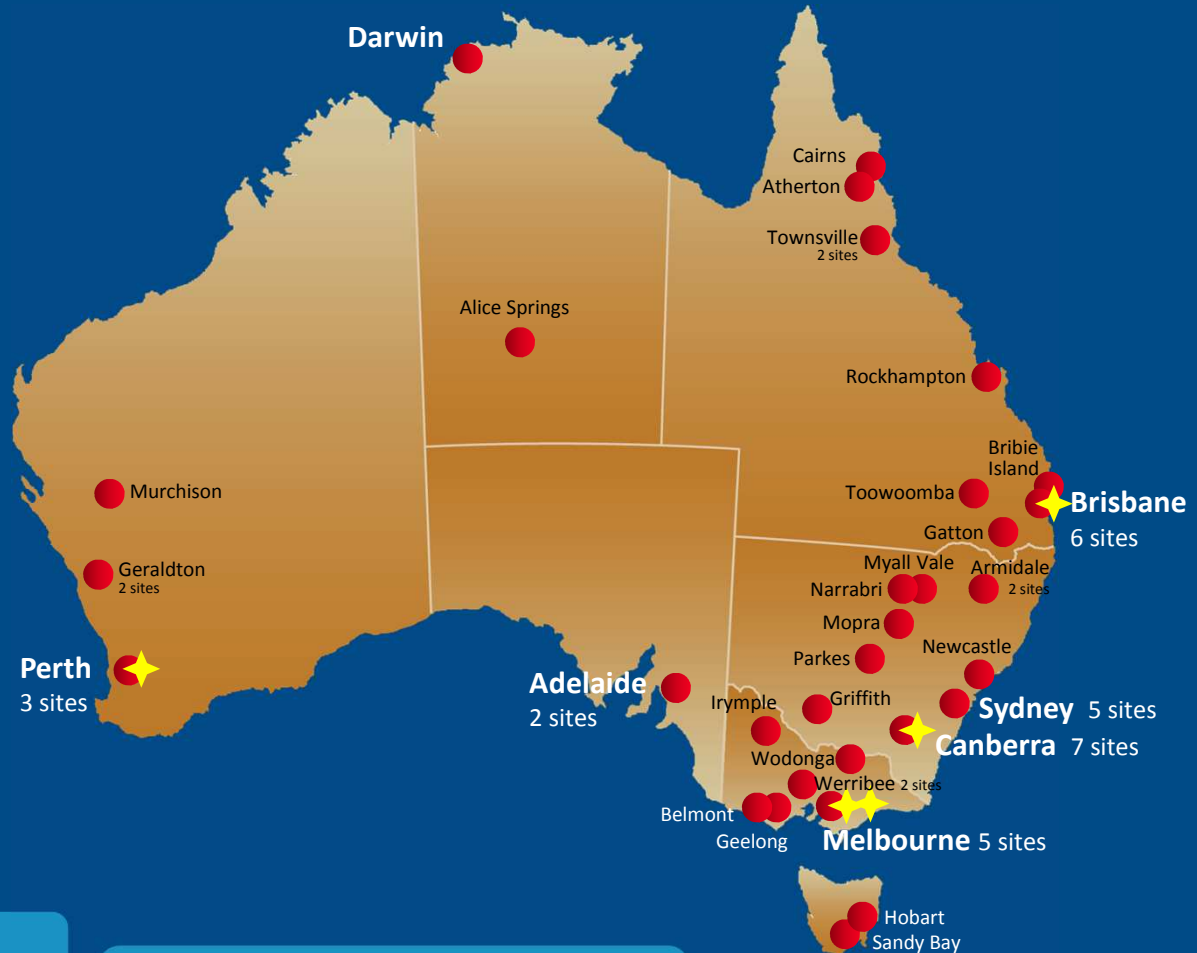 Darwin
Cairns
Atherton
Townsville
2 sites
Alice Springs
Rockhampton
Bribie
Island
Murchison
Toowoomba
Brisbane
6 sites
Gatton
Geraldton
2 sites
Myall Vale
Armidale
2 sites
Narrabri
Mopra
Newcastle
Parkes
Perth
3 sites
Adelaide
2 sites
Irymple
Griffith
Sydney 5 sites
Canberra 7 sites
Wodonga
Werribee 2 sites
Belmont
Geelong
Melbourne 5 sites
Hobart
Sandy Bay